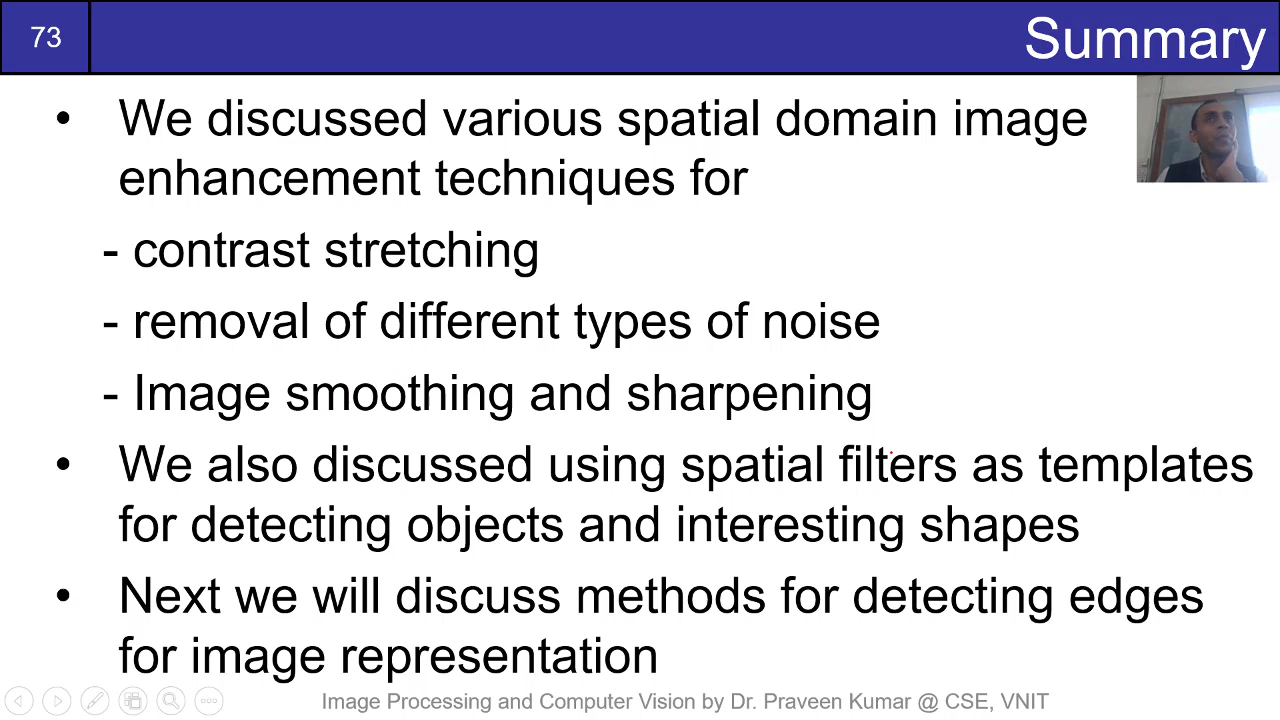 73
Summary
• We discussed various spatial domain image
enhancement techniques for
- contrast stretching
- removal of different types of noise
- Image smoothing and sharpening
• We also discussed using spatial filters as templates
for detecting objects and interesting shapes
• Next we will discuss methods for detecting edges
for image representation
Image Processing and Computer Vision by Dr. Praveen Kumar @ CSE, VNIT